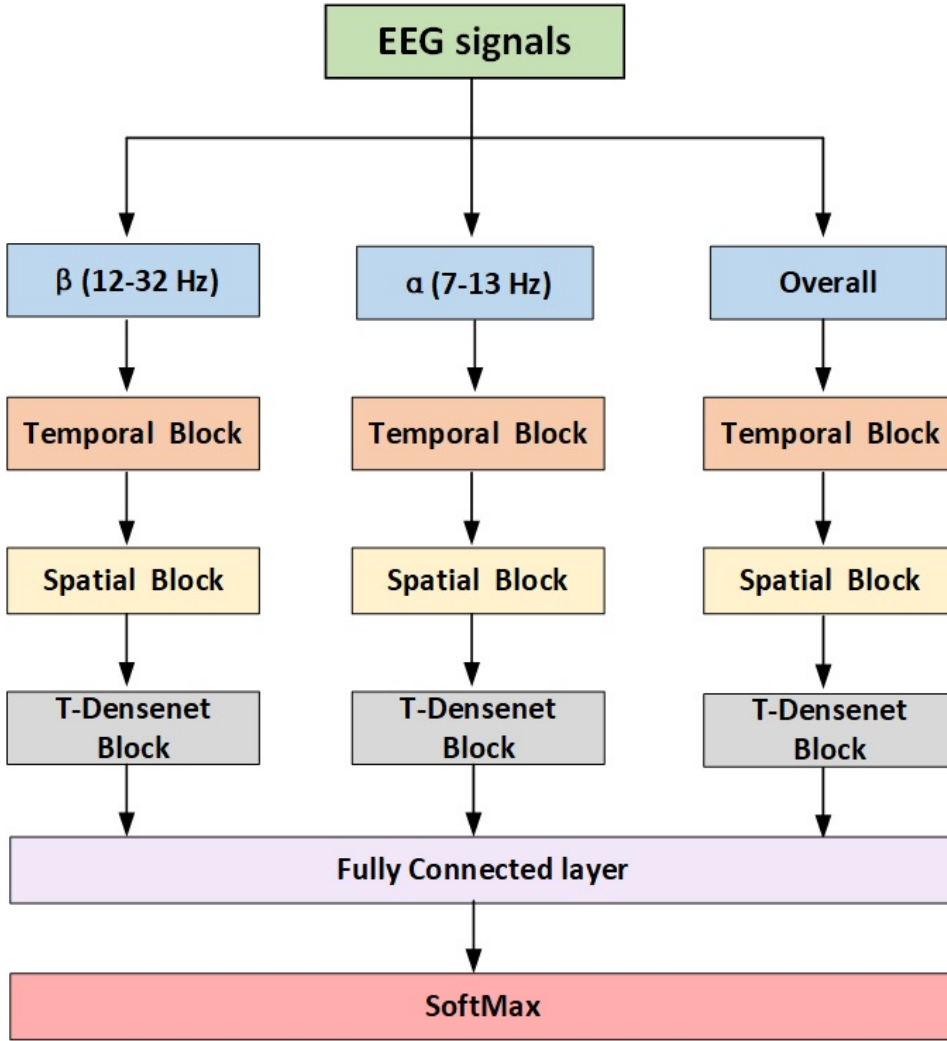 EEG signals
β (12-32 Hz)
α (7-13 Hz)
Overall
Temporal Block
Temporal Block
Temporal Block
Spatial Block
Spatial Block
Spatial Block
T-Densenet
Block
T-Densenet
Block
T-Densenet
Block
Fully Connected layer
SoftMax